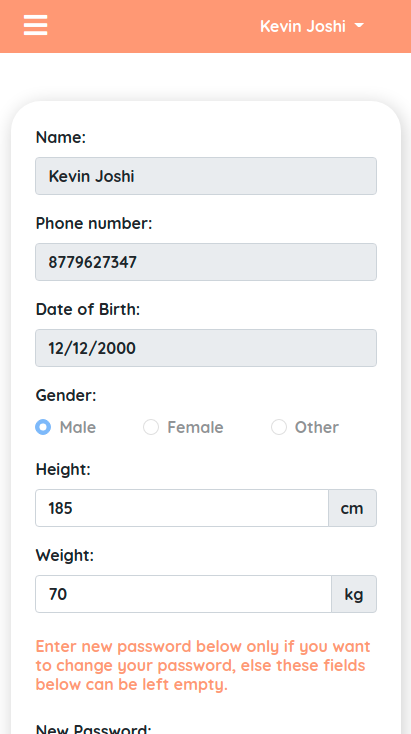 Kevin Joshi
Name:
Kevin Joshi
Phone number:
8779627347
Date of Birth:
12/12/2000
Gender:
Male Female Other
Height:
185 cm
Weight:
70 kg
Enter new password below only if you want
to change your password, else these fields
below can be left empty.
New Password: